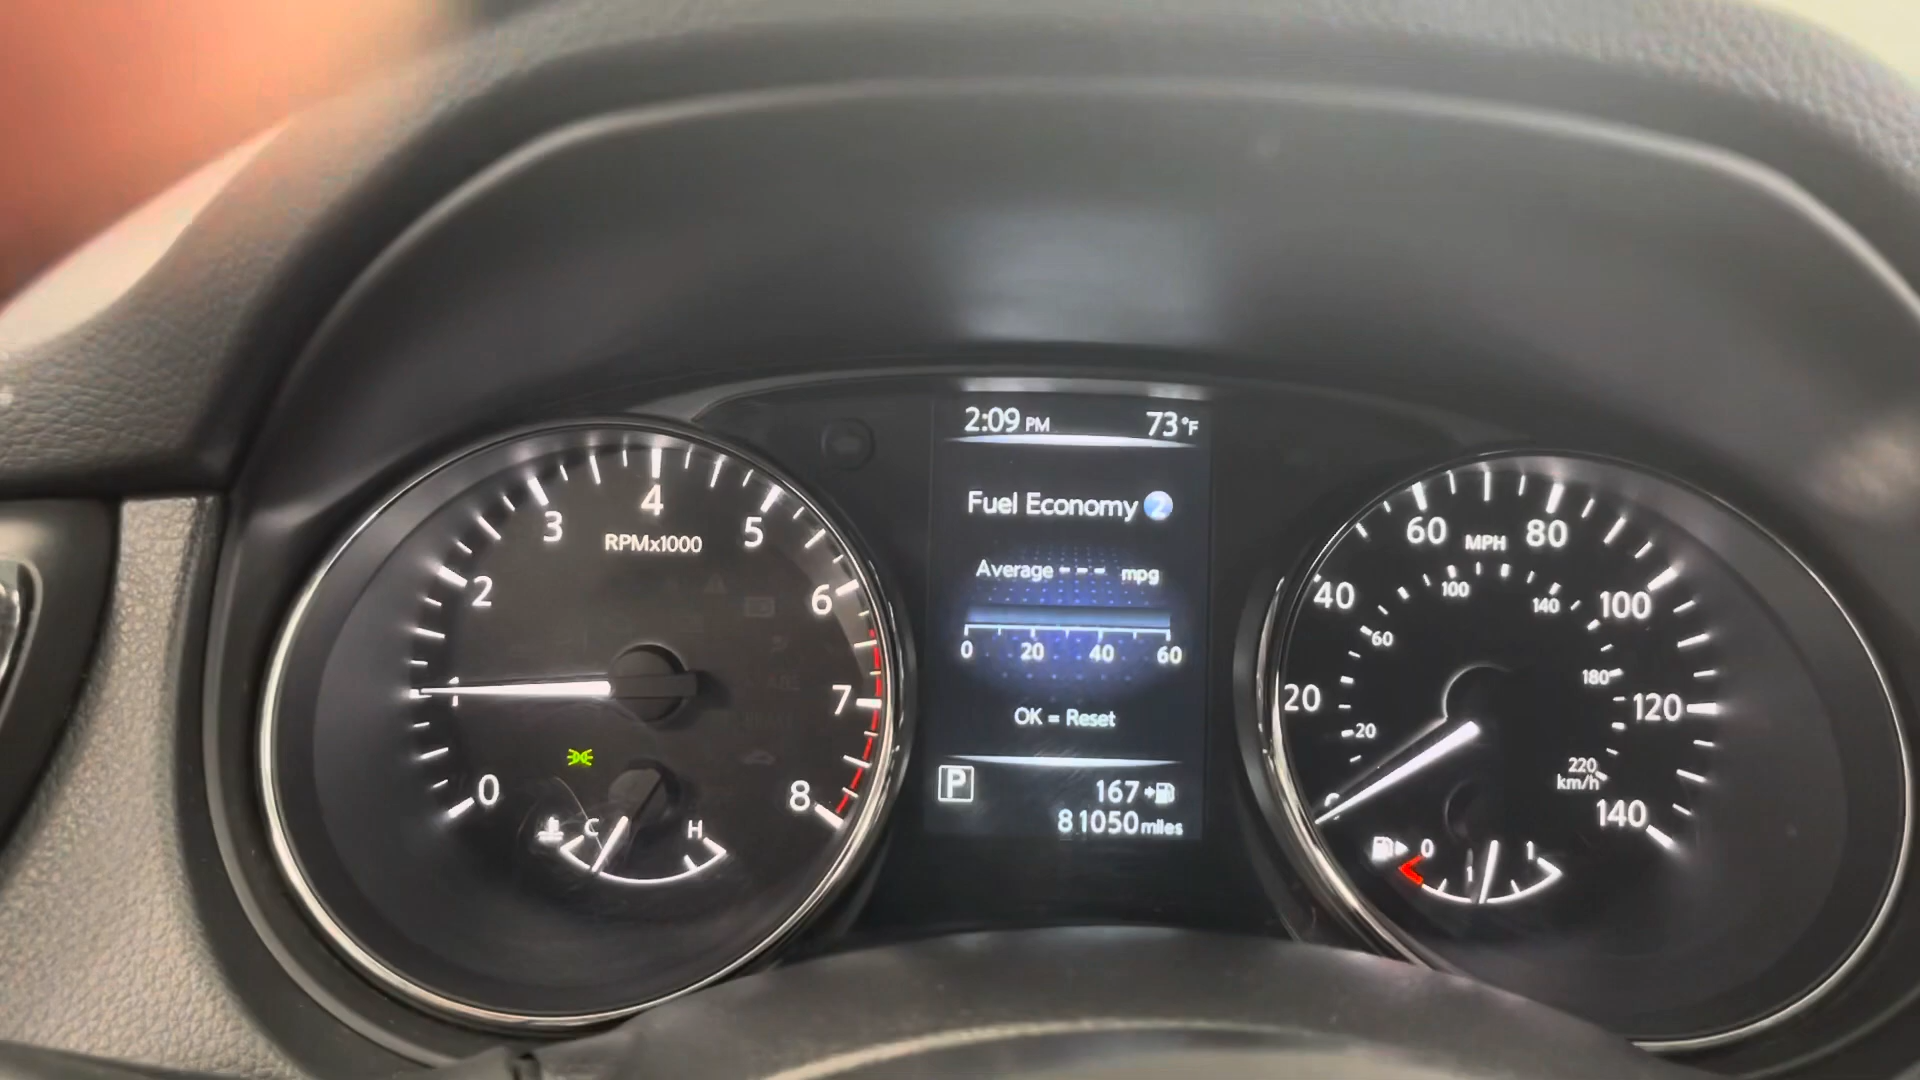 2:09 PM 73°F
Fuel Economy 2
Average --- mpg
0 20 40 60
OK = Reset
P
167
81050 miles
0 1 2 3 4 5 6 7 8
RPMx1000
C H
20 40 60 80 100 120 140
MPH
20 60 100 140 180 220
km/h
0 1